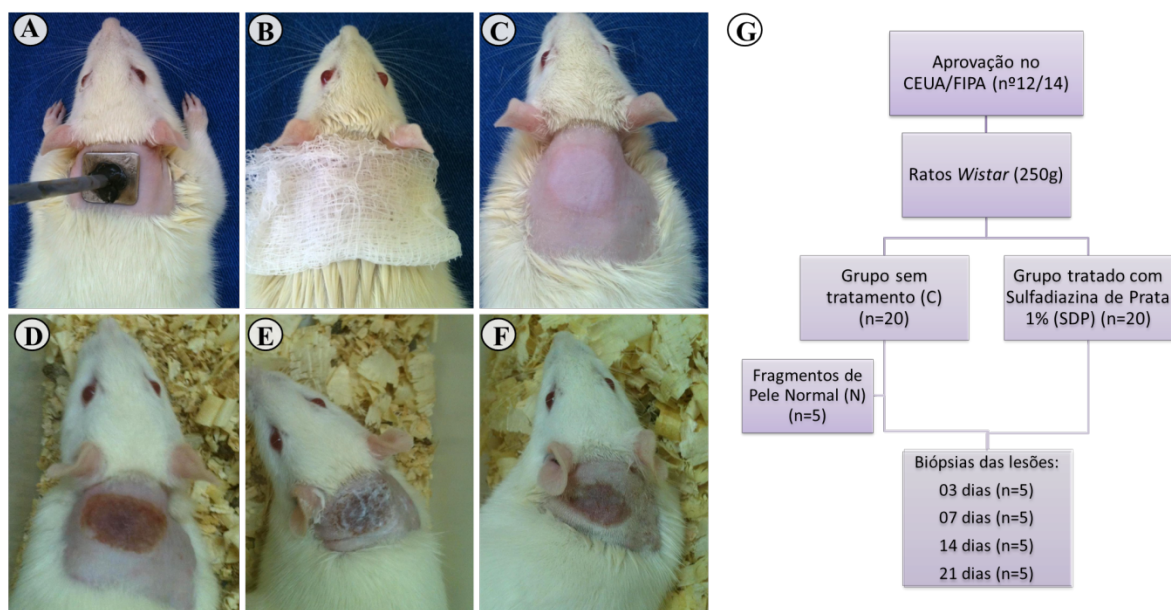 A
B
C
D
E
F
G
Aprovação no
CEUA/FIPA (nº12/14)
Ratos Wistar (250g)
Grupo sem
tratamento (C)
(n=20)
Grupo tratado com
Sulfadiazina de Prata
1% (SDP) (n=20)
Fragmentos de
Pele Normal (N)
(n=5)
Biópsias das lesões:
03 dias (n=5)
07 dias (n=5)
14 dias (n=5)
21 dias (n=5)